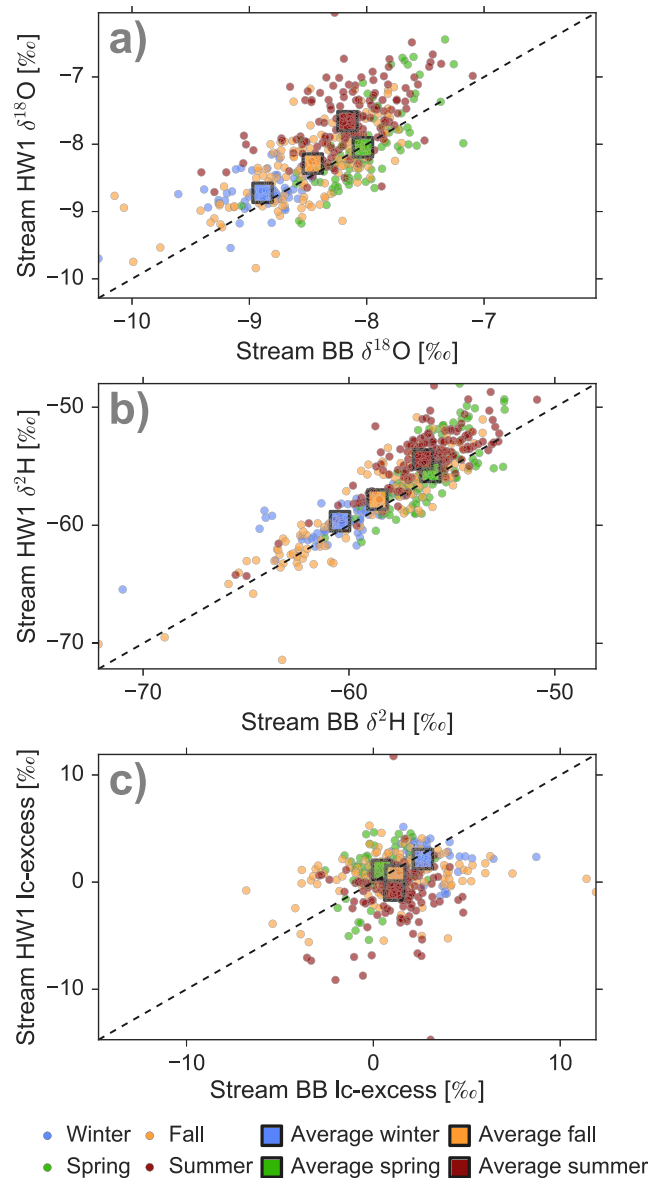 a)
−7
−8
−9
−10
Stream HW1 δ¹⁸O [‰]
−10 −9 −8 −7
Stream BB δ¹⁸O [‰]
b)
−50
−60
−70
Stream HW1 δ²H [‰]
−70 −60 −50
Stream BB δ²H [‰]
c)
10
0
−10
Stream HW1 lc-excess [‰]
−10 0 10
Stream BB lc-excess [‰]
Winter Fall Average winter Average fall
Spring Summer Average spring Average summer